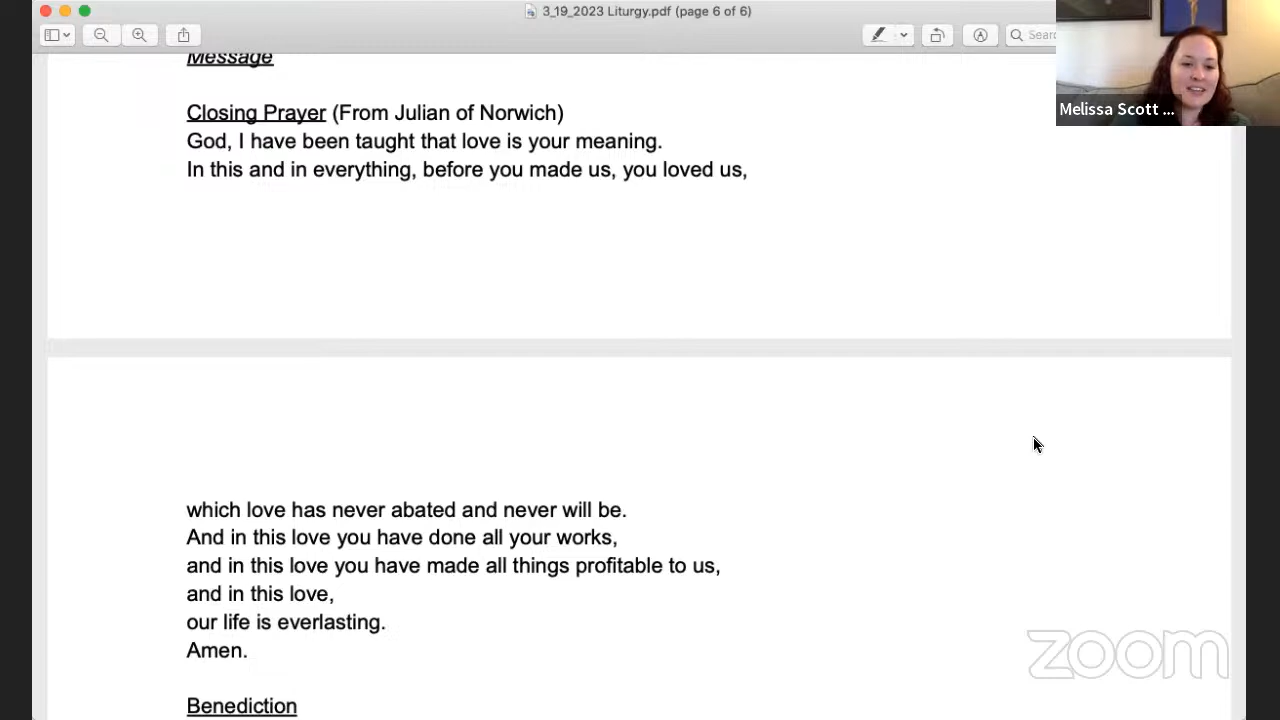 3_19_2023 Liturgy.pdf (page 6 of 6)
Sear
Melissa Scott ...
Message
Closing Prayer (From Julian of Norwich)
God, I have been taught that love is your meaning.
In this and in everything, before you made us, you loved us,
which love has never abated and never will be.
And in this love you have done all your works,
and in this love you have made all things profitable to us,
and in this love,
our life is everlasting.
Amen.
Benediction
zoom